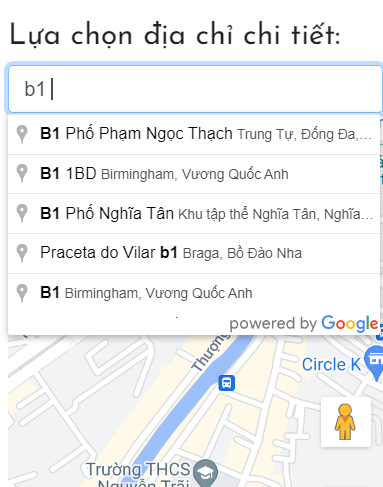 Lựa chọn địa chỉ chi tiết:
b1
B1 Phố Phạm Ngọc Thạch Trung Tự, Đống Đa,...
B1 1BD Birmingham, Vương Quốc Anh
B1 Phố Nghĩa Tân Khu tập thể Nghĩa Tân, Nghĩa...
Praceta do Vilar b1 Braga, Bồ Đào Nha
B1 Birmingham, Vương Quốc Anh
powered by Google
Thượng
Circle K
Trường THCS
Nguyễn Trãi